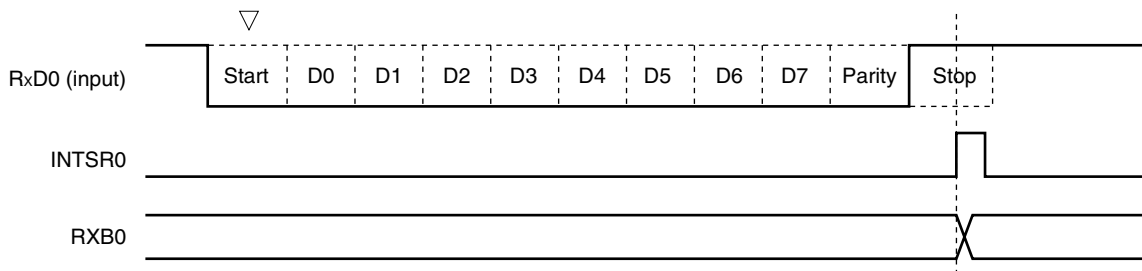 RxD0 (input) Start D0 D1 D2 D3 D4 D5 D6 D7 Parity Stop
INTSR0
RXB0